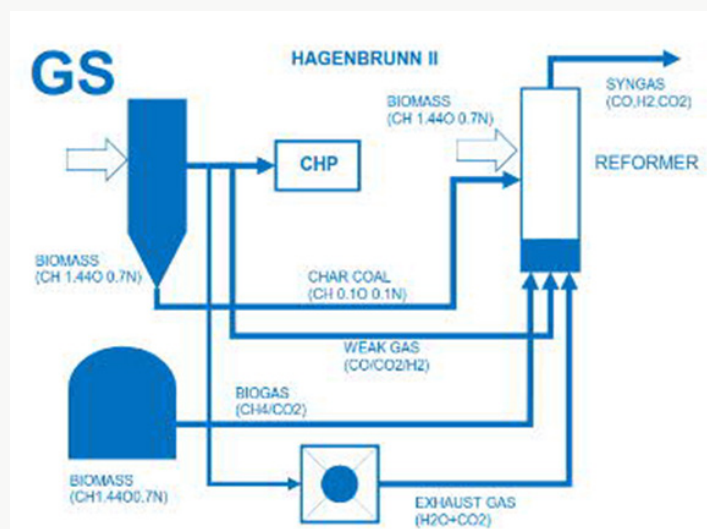 GS
HAGENBRUNN II
BIOMASS
(CH 1.44O 0.7N)
SYNGAS
(CO,H2,CO2)
CHP
REFORMER
BIOMASS
(CH 1.44O 0.7N)
CHAR COAL
(CH 0.1O 0.1N)
WEAK GAS
(CO/CO2/H2)
BIOGAS
(CH4/CO2)
BIOMASS
(CH1.44O0.7N)
EXHAUST GAS
(H2O+CO2)